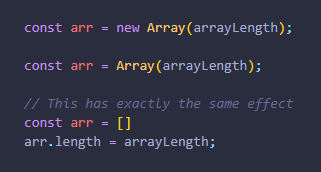 const arr = new Array(arrayLength);
const arr = Array(arrayLength);
// This has exactly the same effect
const arr = []
arr.length = arrayLength;